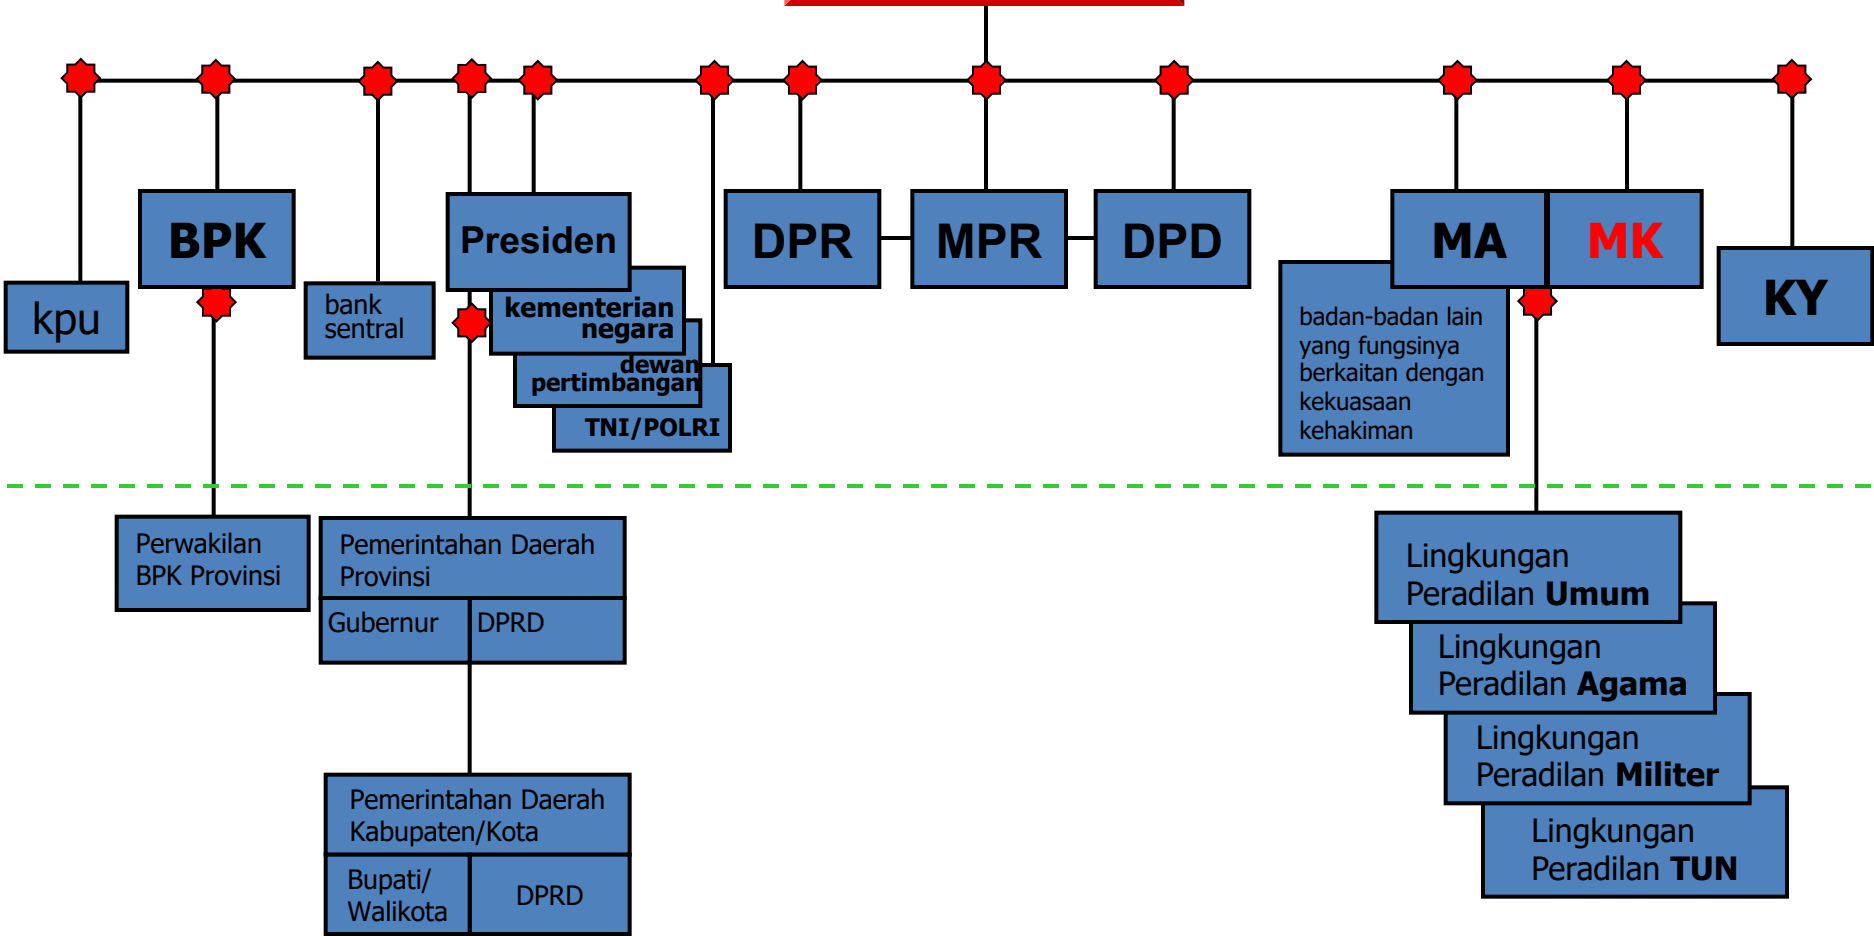 BPK
Presiden
DPR
MPR
DPD
MA
MK
KY
kpu
bank
sentral
kementerian
negara
dewan
pertimbangan
TNI/POLRI
badan-badan lain
yang fungsinya
berkaitan dengan
kekuasaan
kehakiman
Perwakilan
BPK Provinsi
Pemerintahan Daerah
Provinsi
Gubernur
DPRD
Pemerintahan Daerah
Kabupaten/Kota
Bupati/
Walikota
DPRD
Lingkungan
Peradilan Umum
Lingkungan
Peradilan Agama
Lingkungan
Peradilan Militer
Lingkungan
Peradilan TUN